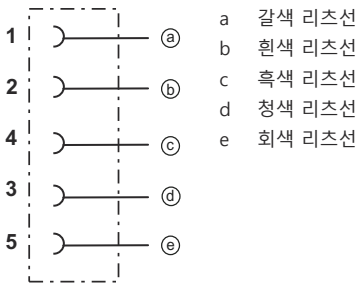 1 ⓐ
2 ⓑ
4 ⓒ
3 ⓓ
5 ⓔ
a 갈색 리츠선
b 흰색 리츠선
c 흑색 리츠선
d 청색 리츠선
e 회색 리츠선